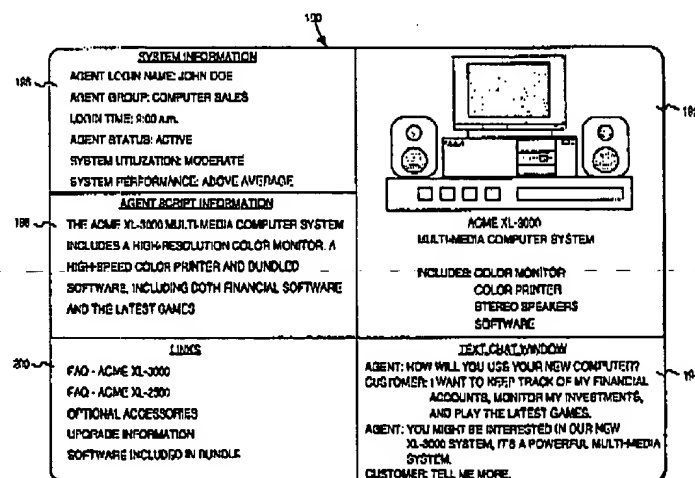 190
SYSTEM INFORMATION
AGENT LOGIN NAME: JOHN DOE
AGENT GROUP: COMPUTER SALES
LOGIN TIME: 9:00 a.m.
AGENT STATUS: ACTIVE
SYSTEM UTILIZATION: MODERATE
SYSTEM PERFORMANCE: ABOVE AVERAGE
AGENT SCRIPT INFORMATION
THE ACME XL-3000 MULTI-MEDIA COMPUTER SYSTEM
INCLUDES A HIGH-RESOLUTION COLOR MONITOR, A
HIGH-SPEED COLOR PRINTER AND BUNDLED
SOFTWARE, INCLUDING BOTH FINANCIAL SOFTWARE
AND THE LATEST GAMES
200
LINKS
FAQ - ACME XL-3000
FAQ - ACME XL-2500
OPTIONAL ACCESSORIES
UPGRADE INFORMATION
SOFTWARE INCLUDED IN BUNDLE
ACME XL-3000
MULTI-MEDIA COMPUTER SYSTEM
INCLUDES: COLOR MONITOR
COLOR PRINTER
STEREO SPEAKERS
SOFTWARE
TEXT CHAT WINDOW
AGENT: HOW WILL YOU USE YOUR NEW COMPUTER?
CUSTOMER: I WANT TO KEEP TRACK OF MY FINANCIAL
ACCOUNTS, MONITOR MY INVESTMENTS,
AND PLAY THE LATEST GAMES.
AGENT: YOU MIGHT BE INTERESTED IN OUR NEW
XL-3000 SYSTEM, IT'S A POWERFUL MULTI-MEDIA
SYSTEM.
CUSTOMER: TELL ME MORE.